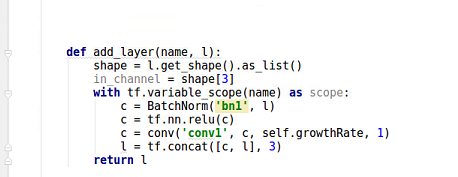 def add_layer(name, l):
    shape = l.get_shape().as_list()
    in_channel = shape[3]
    with tf.variable_scope(name) as scope:
        c = BatchNorm('bn1', l)
        c = tf.nn.relu(c)
        c = conv('conv1', c, self.growthRate, 1)
        l = tf.concat([c, l], 3)
    return l